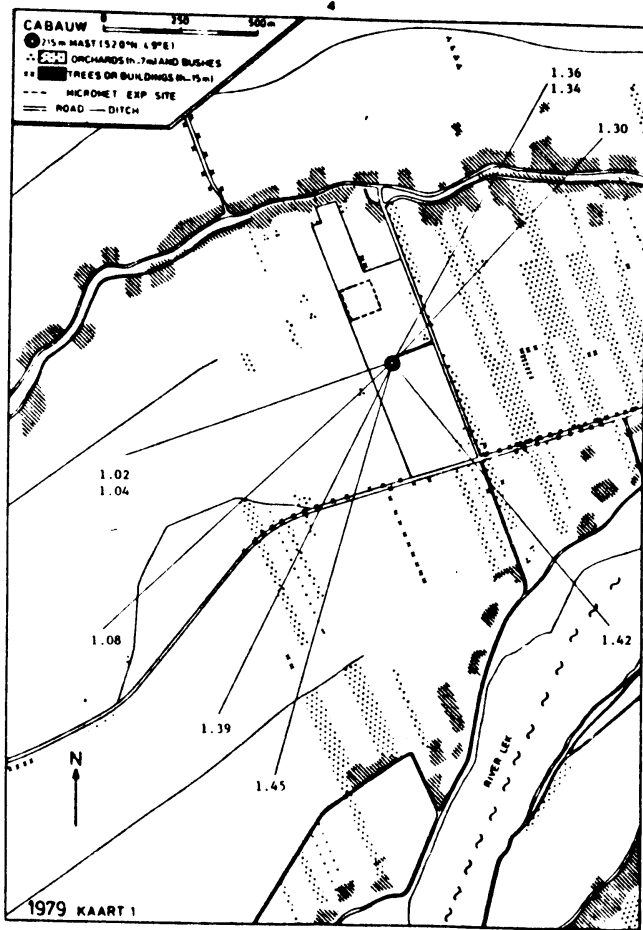 4
CABAUW
0 250 500m
215m MAST (52.0°N 4.9°E)
ORCHARDS (h~7m) AND BUSHES
TREES OR BUILDINGS (h~15m)
MICROMET EXP SITE
ROAD — DITCH
1.36
1.34
1.30
1.02
1.04
1.08
1.42
1.39
1.45
N
RIVER LEK
1979 KAART 1